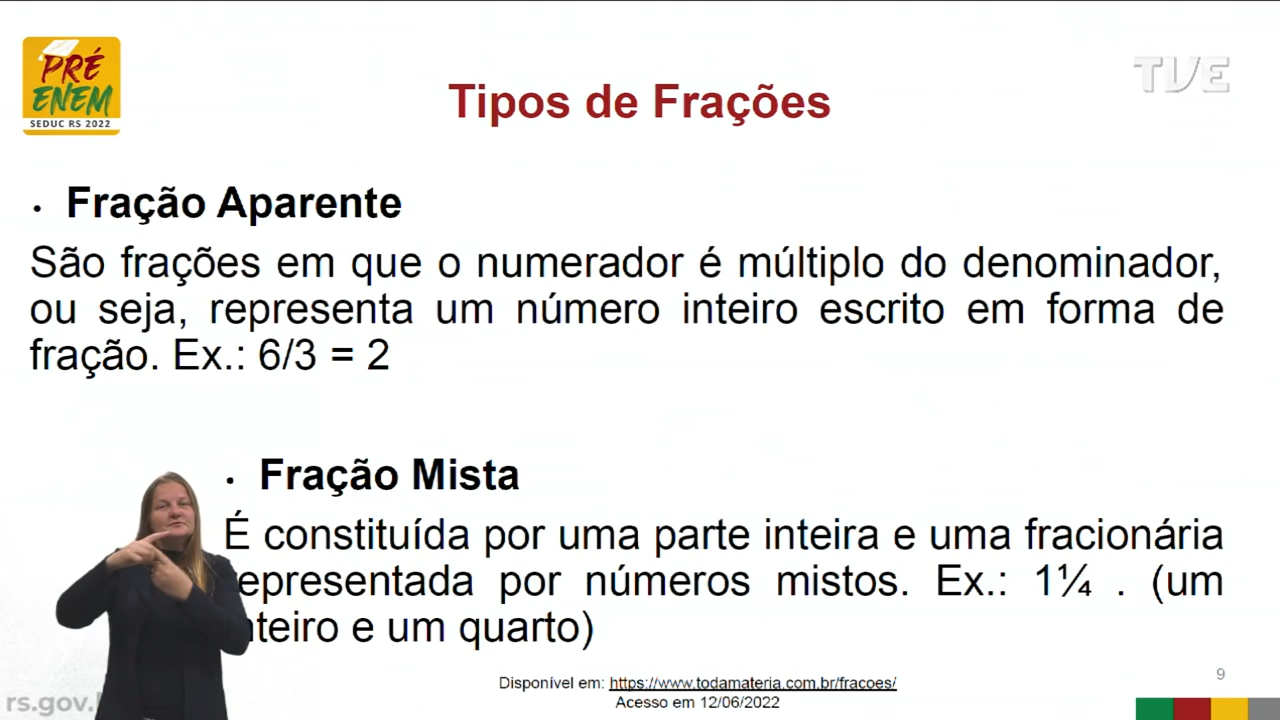 PRÉ
ENEM
SEDUC RS 2022
TVE
Tipos de Frações
• Fração Aparente
São frações em que o numerador é múltiplo do denominador,
ou seja, representa um número inteiro escrito em forma de
fração. Ex.: 6/3 = 2
• Fração Mista
É constituída por uma parte inteira e uma fracionária
epresentada por números mistos. Ex.: 1¼ . (um
nteiro e um quarto)
Disponível em: https://www.todamateria.com.br/fracoes/
Acesso em 12/06/2022
9
rs.gov.